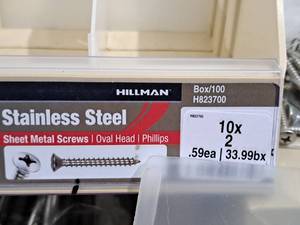 HILLMAN
Box/100
H823700
Stainless Steel
Sheet Metal Screws | Oval Head | Phillips
10x
2
.59ea | 33.99bx